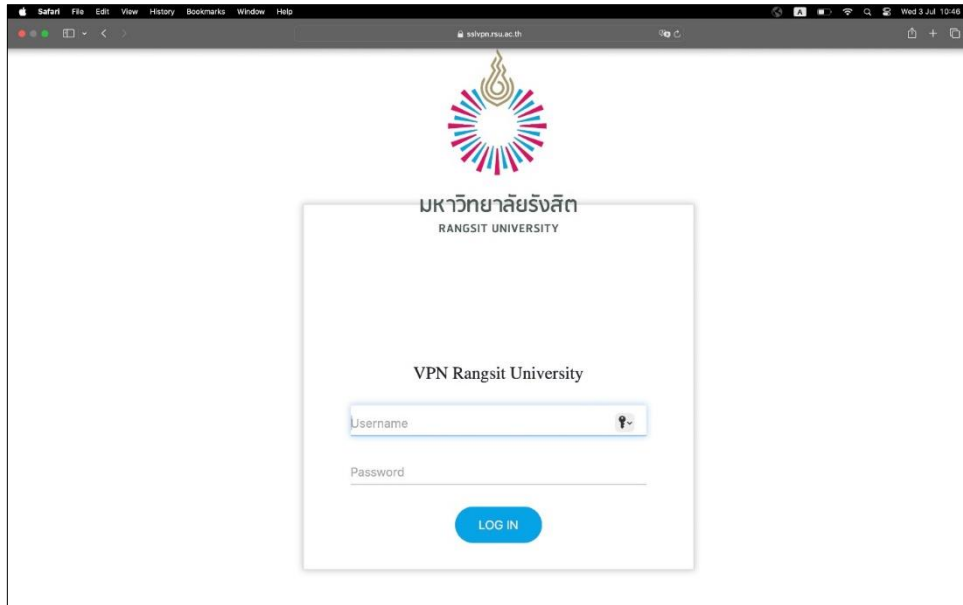 Safari File Edit View History Bookmarks Window Help A Wed 3 Jul 10:46
sslvpn.rsu.ac.th
มหาวิทยาลัยรังสิต
RANGSIT UNIVERSITY
VPN Rangsit University
Username
Password
LOG IN